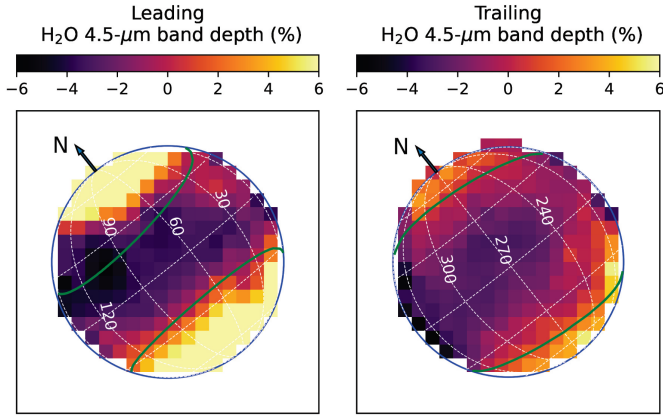 Leading
H₂O 4.5-μm band depth (%)
−6 −4 −2 0 2 4 6
N
30
60
90
120
Trailing
H₂O 4.5-μm band depth (%)
−6 −4 −2 0 2 4 6
N
240
270
300